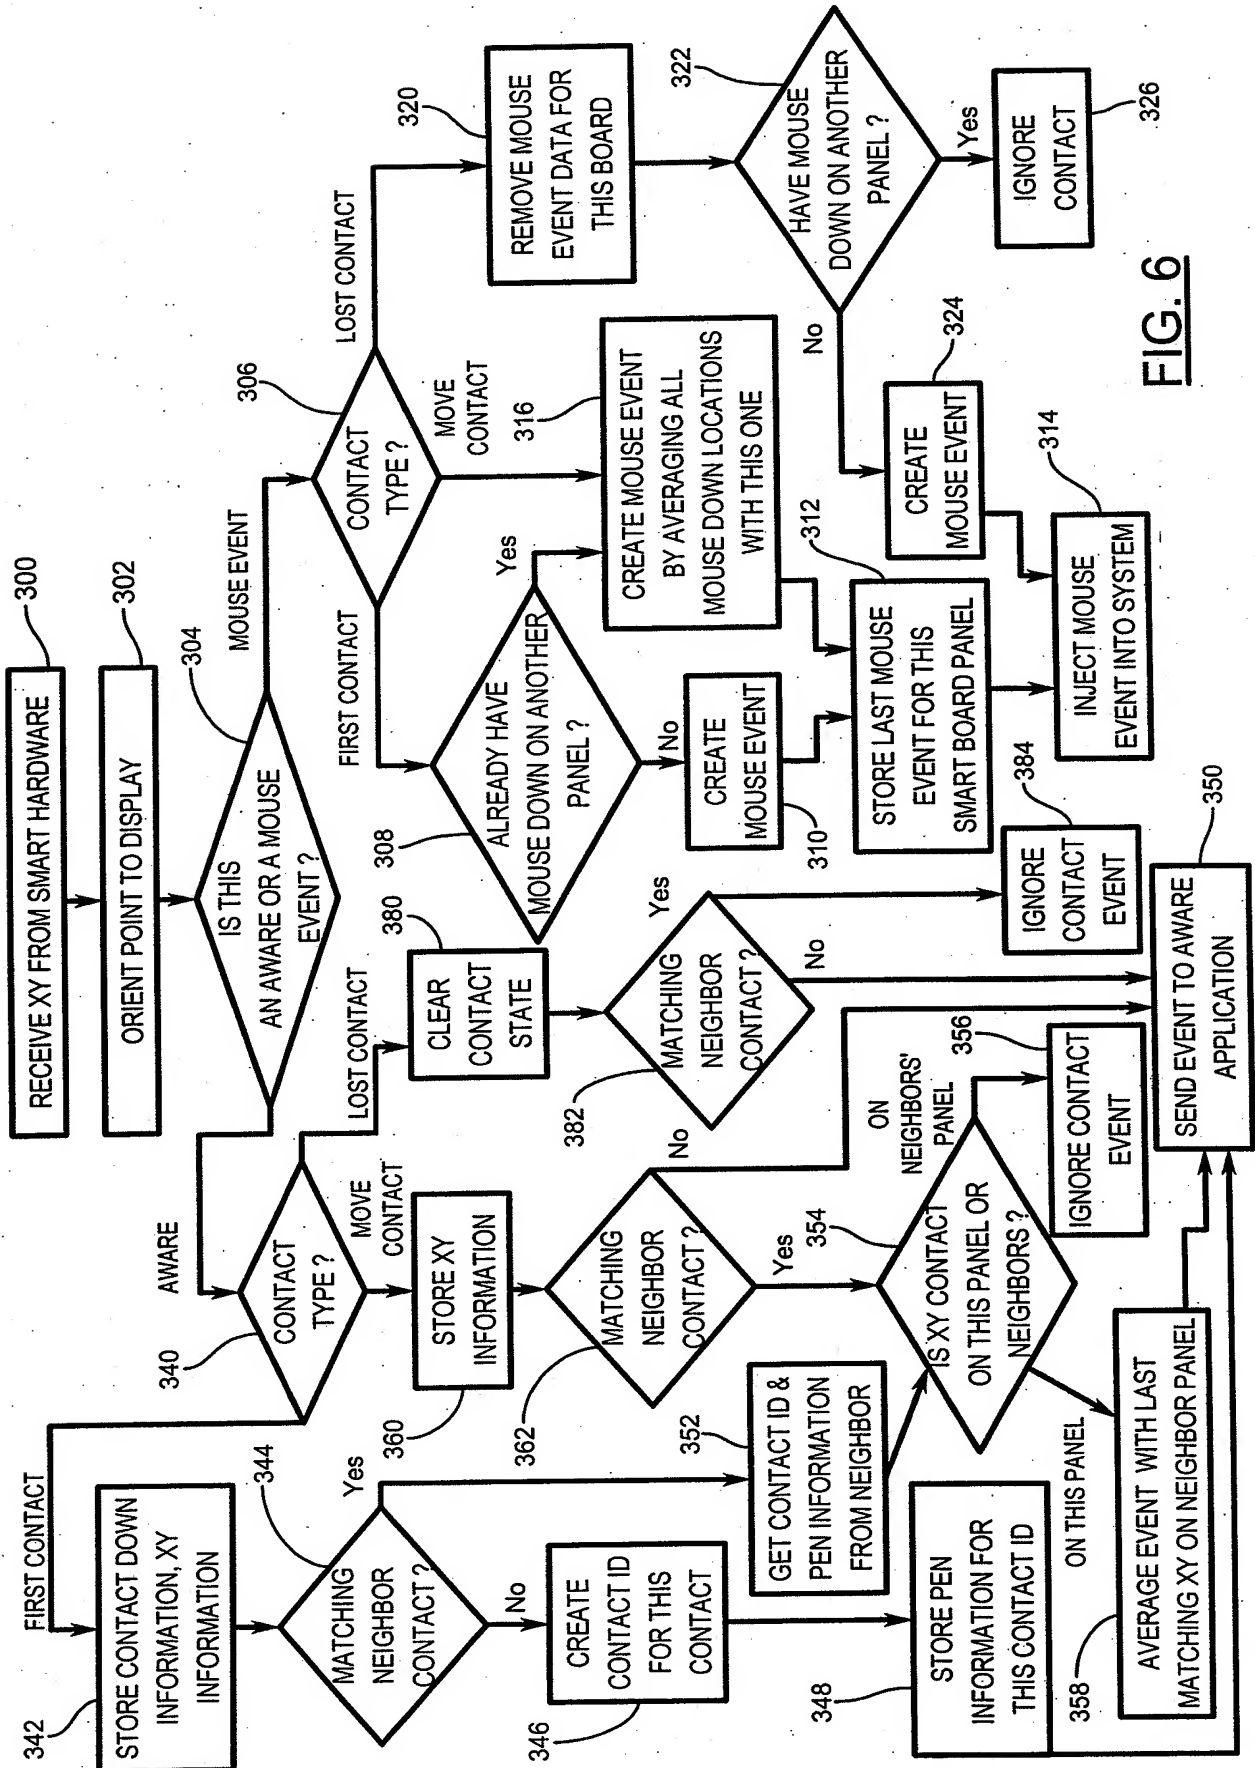 RECEIVE XY FROM SMART HARDWARE
300
ORIENT POINT TO DISPLAY
302
IS THIS
AN AWARE OR A MOUSE
EVENT ?
304
AWARE
MOUSE EVENT
CONTACT
TYPE ?
340
FIRST CONTACT
MOVE
CONTACT
LOST CONTACT
STORE CONTACT DOWN
INFORMATION, XY
INFORMATION
342
MATCHING
NEIGHBOR
CONTACT ?
344
Yes
No
CREATE
CONTACT ID
FOR THIS
CONTACT
346
STORE PEN
INFORMATION FOR
THIS CONTACT ID
348
GET CONTACT ID &
PEN INFORMATION
FROM NEIGHBOR
352
STORE XY
INFORMATION
360
MATCHING
NEIGHBOR
CONTACT ?
362
No
Yes
IS XY CONTACT
ON THIS PANEL OR
NEIGHBORS ?
354
ON
NEIGHBORS'
PANEL
ON THIS PANEL
IGNORE CONTACT
EVENT
356
AVERAGE EVENT WITH LAST
MATCHING XY ON NEIGHBOR PANEL
358
CLEAR
CONTACT
STATE
380
MATCHING
NEIGHBOR
CONTACT ?
382
Yes
No
IGNORE
CONTACT
EVENT
384
SEND EVENT TO AWARE
APPLICATION
350
CONTACT
TYPE ?
306
FIRST CONTACT
MOVE
CONTACT
LOST CONTACT
ALREADY HAVE
MOUSE DOWN ON ANOTHER
PANEL ?
308
Yes
No
CREATE
MOUSE EVENT
310
CREATE MOUSE EVENT
BY AVERAGING ALL
MOUSE DOWN LOCATIONS
WITH THIS ONE
316
STORE LAST MOUSE
EVENT FOR THIS
SMART BOARD PANEL
312
REMOVE MOUSE
EVENT DATA FOR
THIS BOARD
320
HAVE MOUSE
DOWN ON ANOTHER
PANEL ?
322
No
Yes
CREATE
MOUSE EVENT
324
IGNORE
CONTACT
326
INJECT MOUSE
EVENT INTO SYSTEM
314
FIG. 6